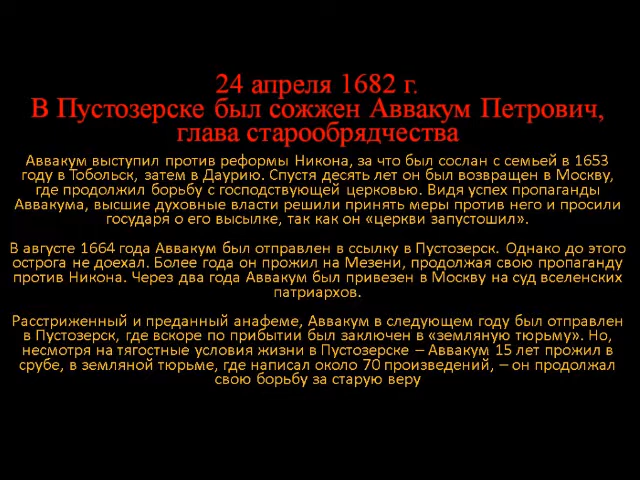 24 апреля 1682 г.
В Пустозерске был сожжен Аввакум Петрович,
глава старообрядчества
Аввакум выступил против реформы Никона, за что был сослан с семьей в 1653
году в Тобольск, затем в Даурию. Спустя десять лет он был возвращен в Москву,
где продолжил борьбу с господствующей церковью. Видя успех пропаганды
Аввакума, высшие духовные власти решили принять меры против него и просили
государя о его высылке, так как он «церкви запустошил».
В августе 1664 года Аввакум был отправлен в ссылку в Пустозерск. Однако до этого
острога не доехал. Более года он прожил на Мезени, продолжая свою пропаганду
против Никона. Через два года Аввакум был привезен в Москву на суд вселенских
патриархов.
Расстриженный и преданный анафеме, Аввакум в следующем году был отправлен
в Пустозерск, где вскоре по прибытии был заключен в «земляную тюрьму». Но,
несмотря на тягостные условия жизни в Пустозерске – Аввакум 15 лет прожил в
срубе, в земляной тюрьме, где написал около 70 произведений, – он продолжал
свою борьбу за старую веру